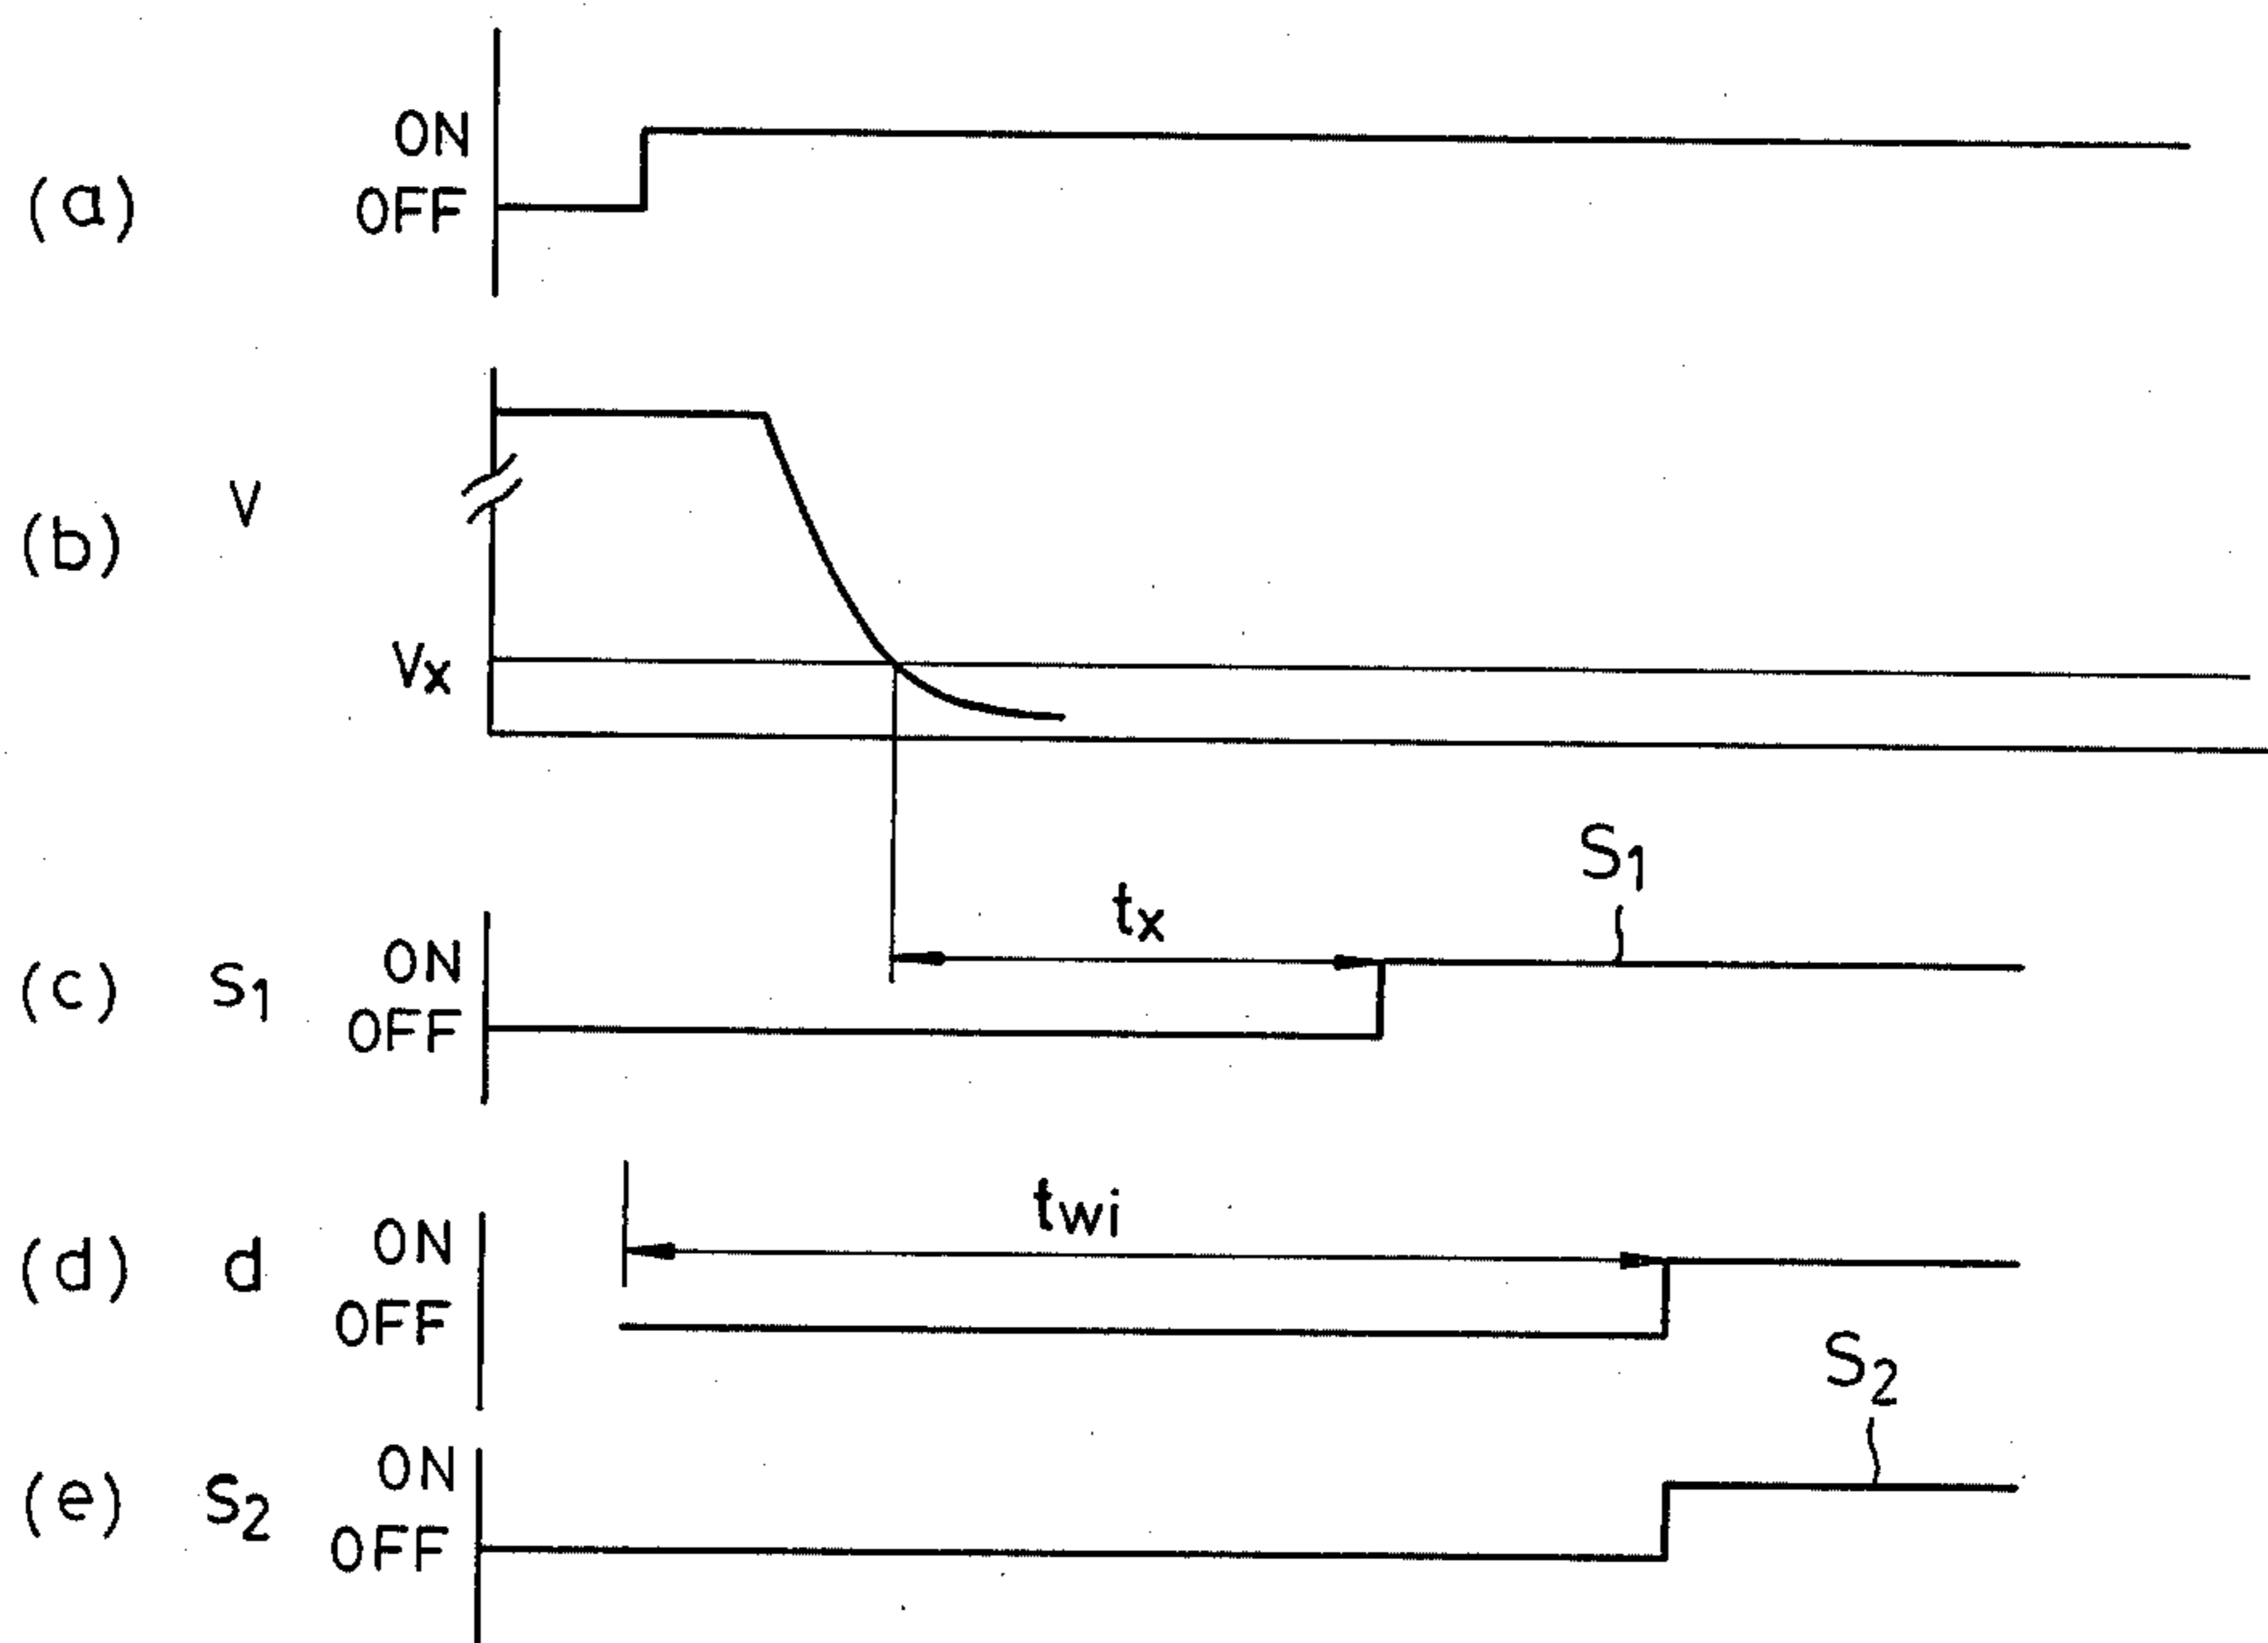 (a)
ON
OFF
(b) V
Vx
(c) S1
ON
OFF
tx
S1
(d) d
ON
OFF
twi
(e) S2
ON
OFF
S2